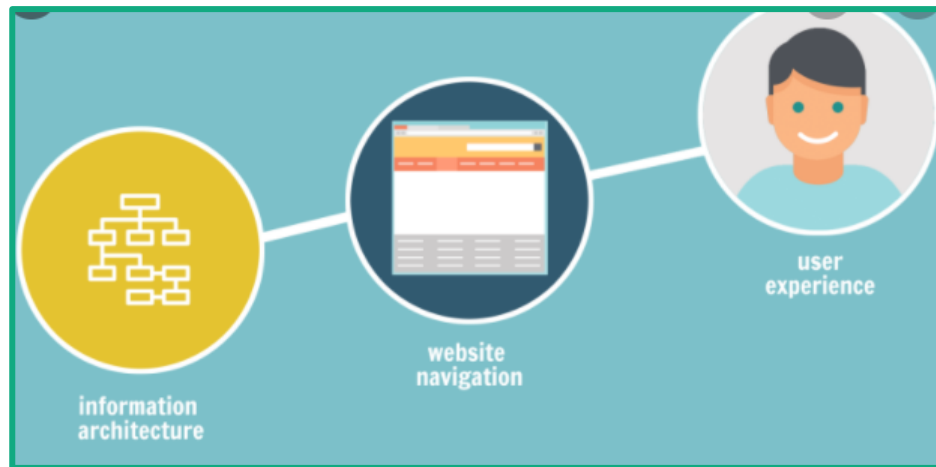 information
architecture
website
navigation
user
experience